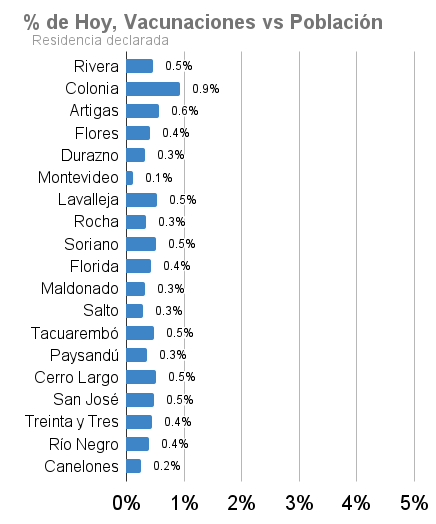 % de Hoy, Vacunaciones vs Población
Residencia declarada
Rivera 0.5%
Colonia 0.9%
Artigas 0.6%
Flores 0.4%
Durazno 0.3%
Montevideo 0.1%
Lavalleja 0.5%
Rocha 0.3%
Soriano 0.5%
Florida 0.4%
Maldonado 0.3%
Salto 0.3%
Tacuarembó 0.5%
Paysandú 0.3%
Cerro Largo 0.5%
San José 0.5%
Treinta y Tres 0.4%
Río Negro 0.4%
Canelones 0.2%
0% 1% 2% 3% 4% 5%